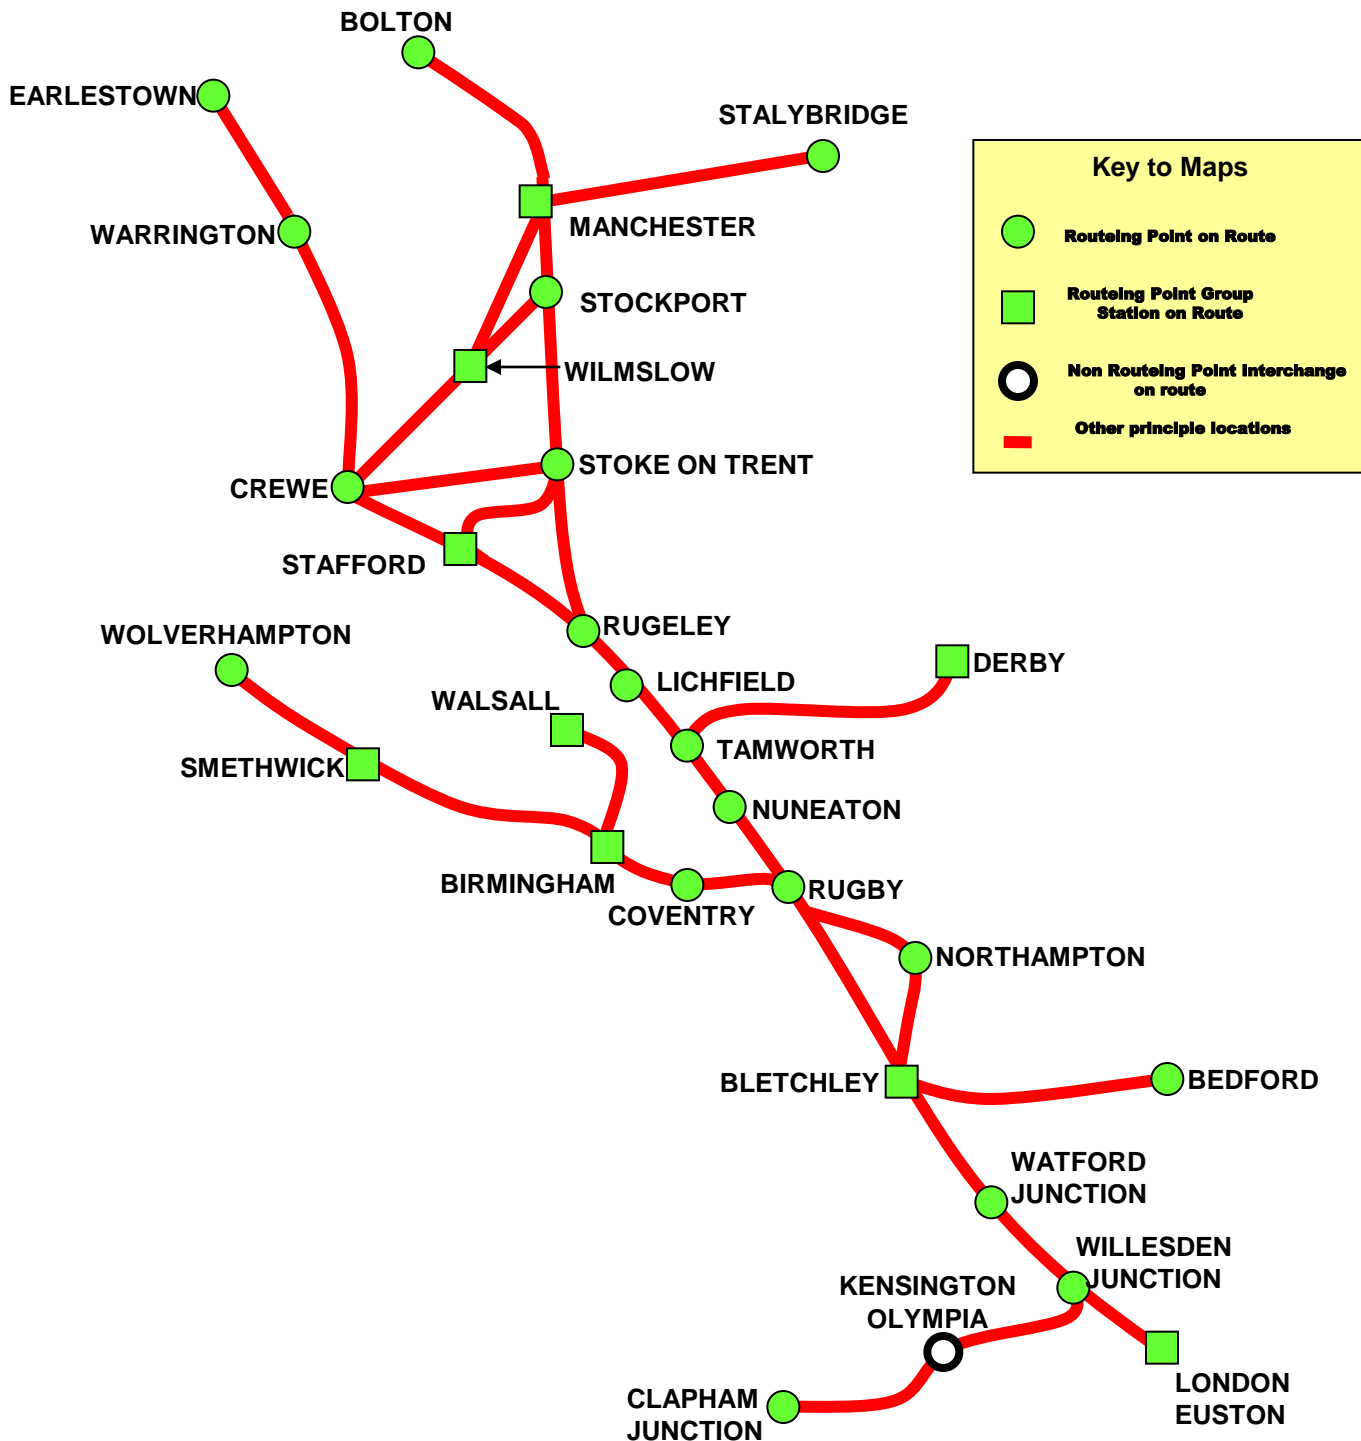 BOLTON
EARLESTOWN
STALYBRIDGE
Key to Maps
Routeing Point on Route
Routeing Point Group
Station on Route
Non Routeing Point Interchange
on route
Other principle locations
MANCHESTER
WARRINGTON
STOCKPORT
WILMSLOW
STOKE ON TRENT
CREWE
STAFFORD
RUGELEY
WOLVERHAMPTON
DERBY
LICHFIELD
WALSALL
TAMWORTH
SMETHWICK
NUNEATON
BIRMINGHAM
RUGBY
COVENTRY
NORTHAMPTON
BLETCHLEY
BEDFORD
WATFORD
JUNCTION
WILLESDEN
JUNCTION
KENSINGTON
OLYMPIA
LONDON
EUSTON
CLAPHAM
JUNCTION